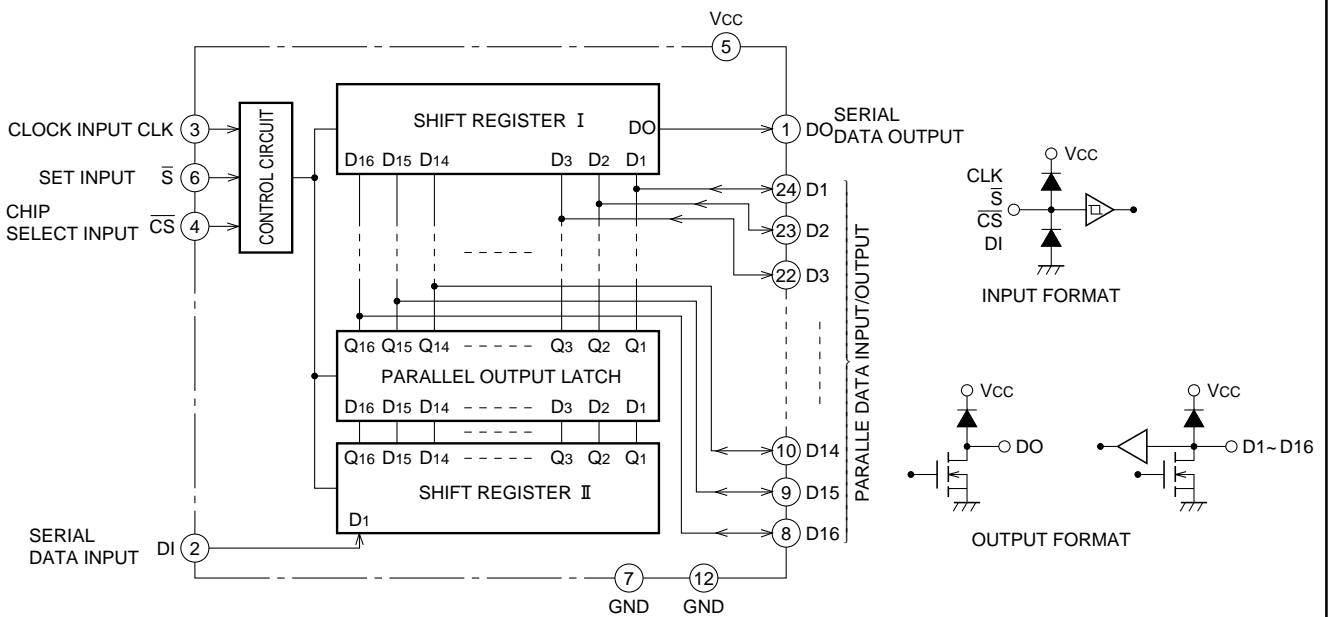 VCC
5
CLOCK INPUT CLK 3
SET INPUT S 6
CHIP
SELECT INPUT CS 4
CONTROL CIRCUIT
SHIFT REGISTER I
DO
D16 D15 D14 D3 D2 D1
1 DO SERIAL
DATA OUTPUT
24 D1
23 D2
22 D3
PARALLE DATA INPUT/OUTPUT
Q16 Q15 Q14 Q3 Q2 Q1
PARALLEL OUTPUT LATCH
D16 D15 D14 D3 D2 D1
Q16 D15 D14 Q3 Q2 Q1
SHIFT REGISTER II
D1
10 D14
9 D15
8 D16
SERIAL
DATA INPUT
DI 2
7
GND
12
GND
VCC
CLK
S
CS
DI
INPUT FORMAT
VCC
DO
VCC
D1~D16
OUTPUT FORMAT